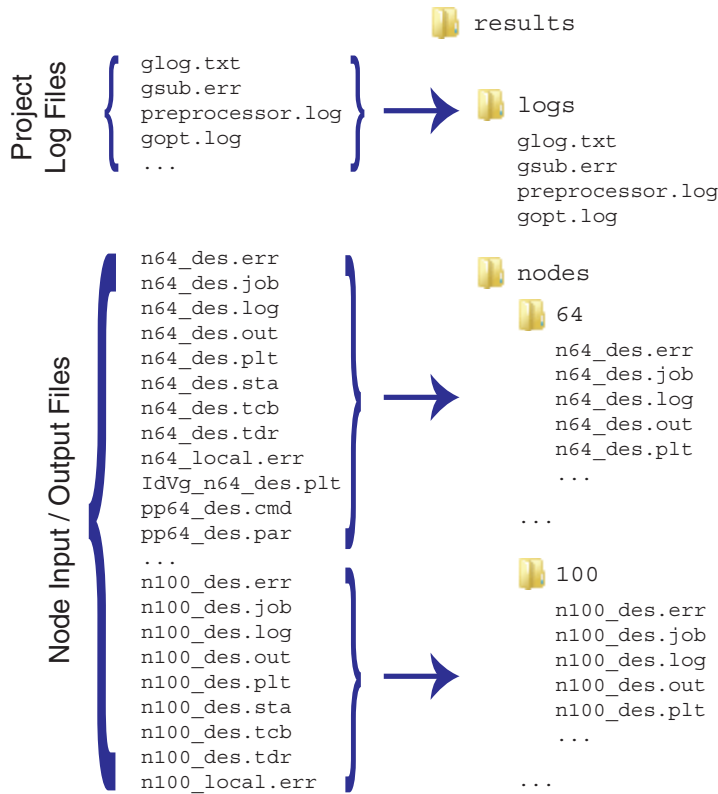 results
Project
Log Files
glog.txt
gsub.err
preprocessor.log
gopt.log
...
logs
glog.txt
gsub.err
preprocessor.log
gopt.log
Node Input / Output Files
n64_des.err
n64_des.job
n64_des.log
n64_des.out
n64_des.plt
n64_des.sta
n64_des.tcb
n64_des.tdr
n64_local.err
IdVg_n64_des.plt
pp64_des.cmd
pp64_des.par
...
n100_des.err
n100_des.job
n100_des.log
n100_des.out
n100_des.plt
n100_des.sta
n100_des.tcb
n100_des.tdr
n100_local.err
nodes
64
n64_des.err
n64_des.job
n64_des.log
n64_des.out
n64_des.plt
...
...
100
n100_des.err
n100_des.job
n100_des.log
n100_des.out
n100_des.plt
...
...